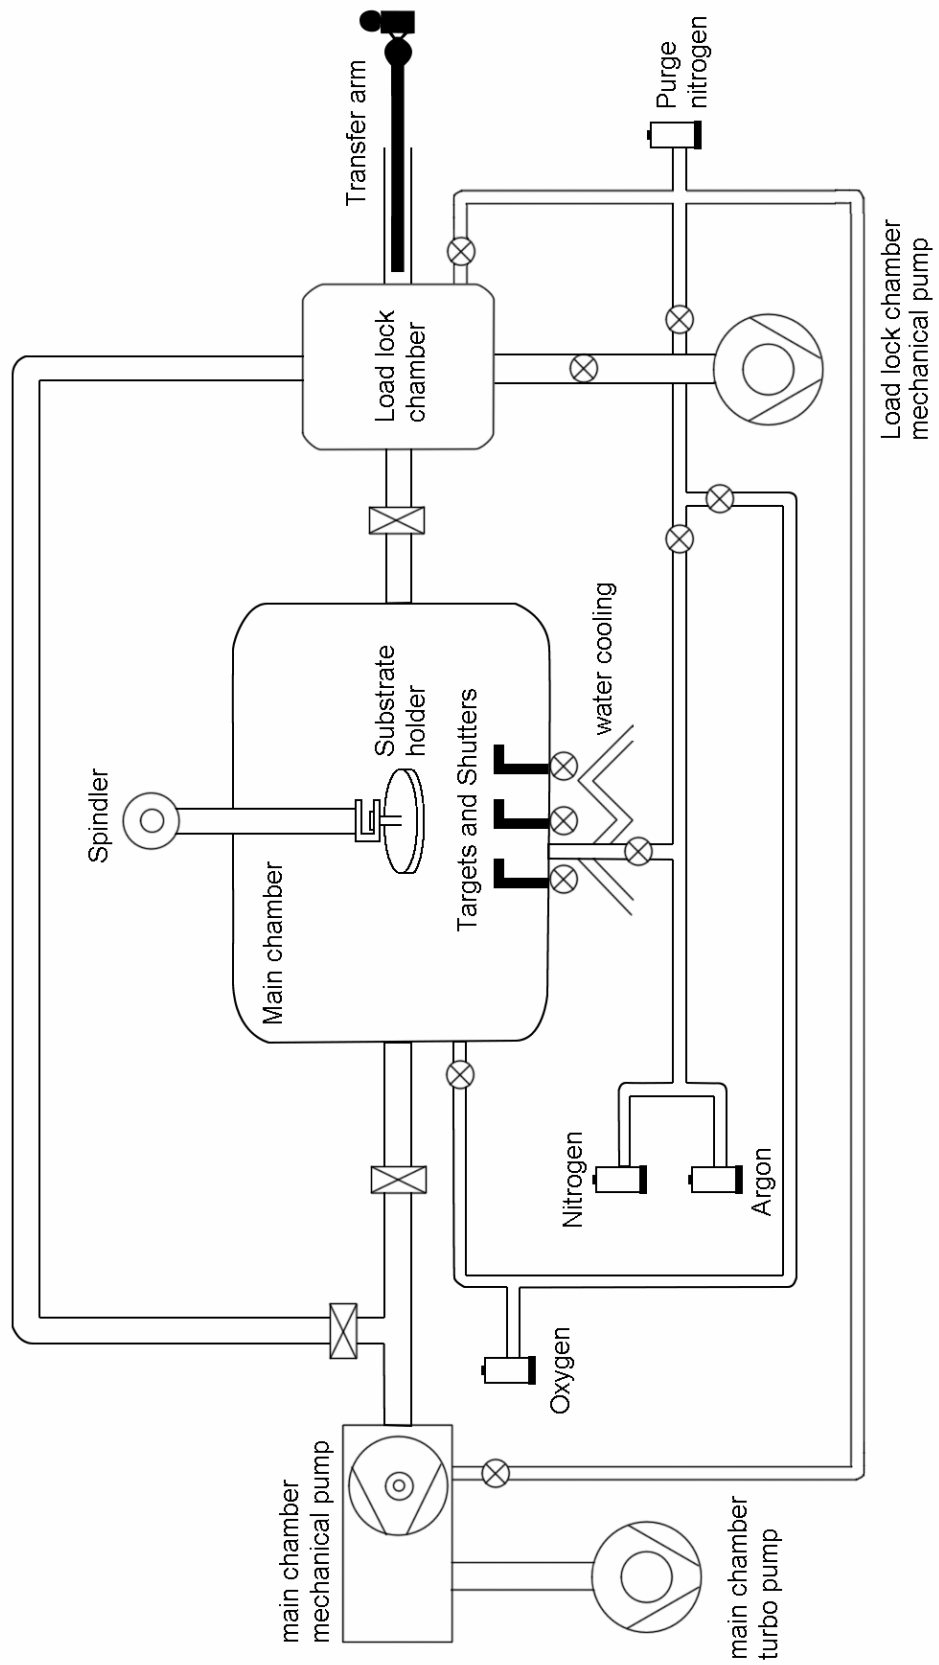 Transfer arm
Purge
nitrogen
Load lock
chamber
Load lock chamber
mechanical pump
Spindler
Main chamber
Substrate
holder
Targets and Shutters
water cooling
Nitrogen
Argon
Oxygen
main chamber
mechanical pump
main chamber
turbo pump